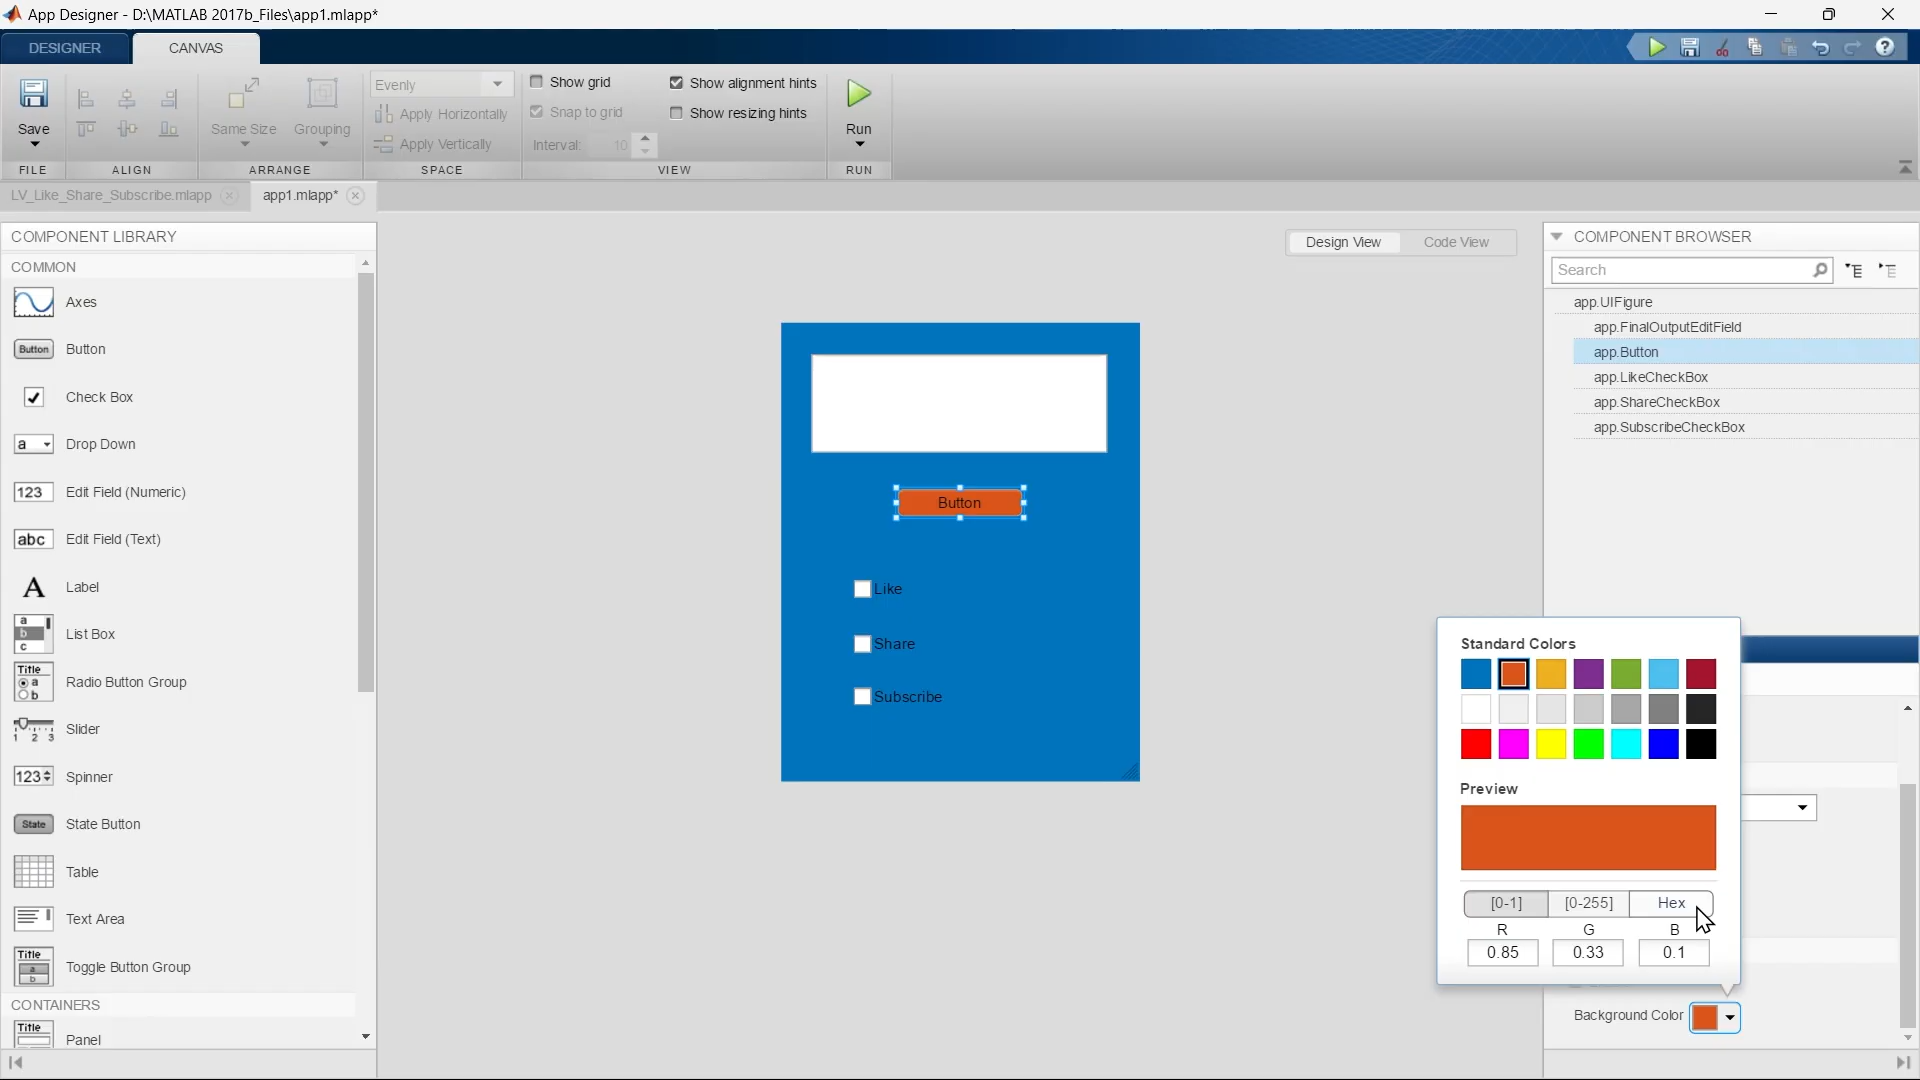 App Designer - D:\MATLAB 2017b_Files\app1.mlapp*
DESIGNER
CANVAS
Save
FILE
ALIGN
Same Size
Grouping
ARRANGE
Evenly
Apply Horizontally
Apply Vertically
SPACE
Show grid
Snap to grid
Interval: 10
Show alignment hints
Show resizing hints
VIEW
Run
RUN
LV_Like_Share_Subscribe.mlapp
app1.mlapp*
COMPONENT LIBRARY
COMMON
Axes
Button Button
Check Box
a Drop Down
123 Edit Field (Numeric)
abc Edit Field (Text)
A Label
a
b
c
List Box
Title
a
b
Radio Button Group
1 2 3
Slider
123 Spinner
State State Button
Table
Text Area
Title
a
b
Toggle Button Group
CONTAINERS
Title
Panel
Design View
Code View
Button
Like
Share
Subscribe
COMPONENT BROWSER
Search
app.UIFigure
app.FinalOutputEditField
app.Button
app.LikeCheckBox
app.ShareCheckBox
app.SubscribeCheckBox
Standard Colors
Preview
[0-1] [0-255] Hex
R G B
0.85 0.33 0.1
Background Color